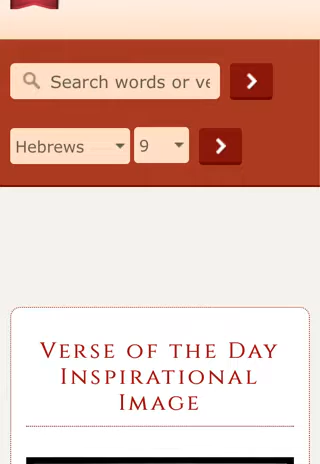 Search words or ve
Hebrews 9
Verse of the Day
Inspirational
Image